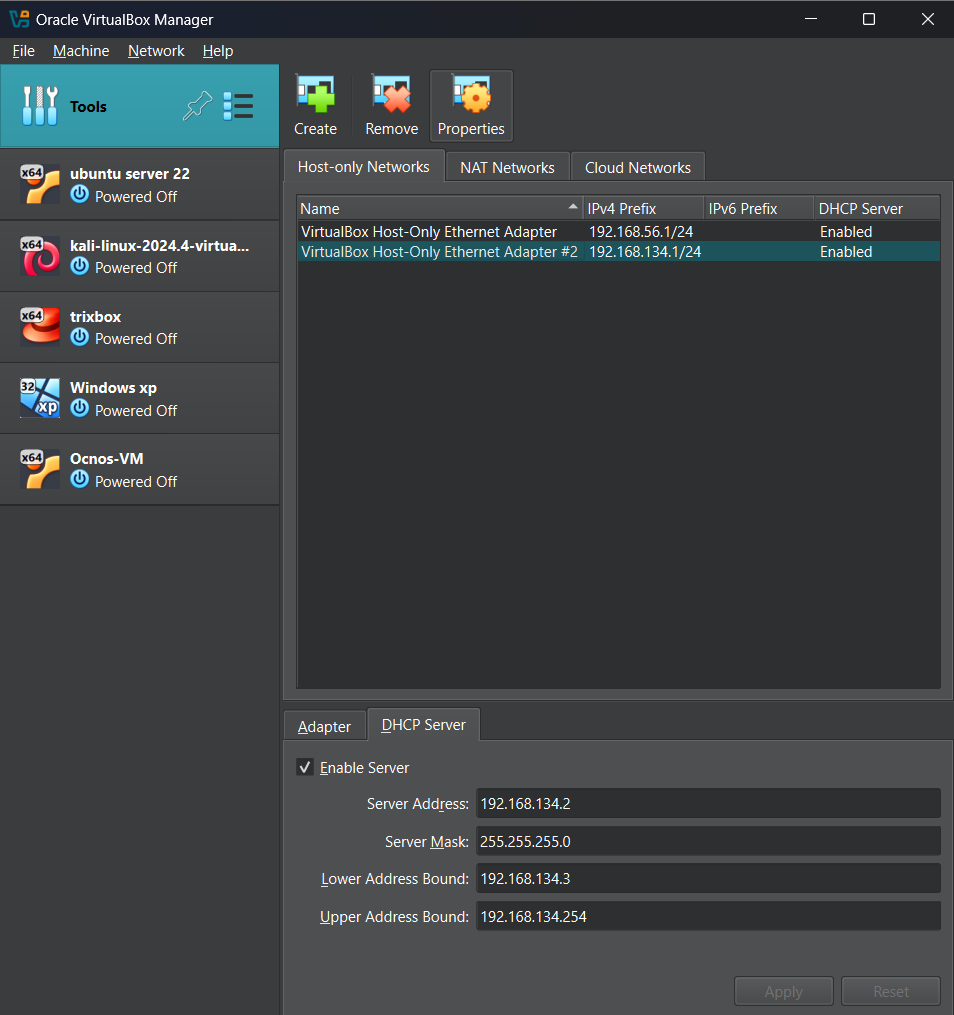 Oracle VirtualBox Manager
File Machine Network Help
Tools
x64 ubuntu server 22
Powered Off
x64 kali-linux-2024.4-virtua...
Powered Off
x64 trixbox
Powered Off
32 xp Windows xp
Powered Off
x64 Ocnos-VM
Powered Off
Create Remove Properties
Host-only Networks NAT Networks Cloud Networks
Name IPv4 Prefix IPv6 Prefix DHCP Server
VirtualBox Host-Only Ethernet Adapter 192.168.56.1/24 Enabled
VirtualBox Host-Only Ethernet Adapter #2 192.168.134.1/24 Enabled
Adapter DHCP Server
Enable Server
Server Address: 192.168.134.2
Server Mask: 255.255.255.0
Lower Address Bound: 192.168.134.3
Upper Address Bound: 192.168.134.254
Apply Reset